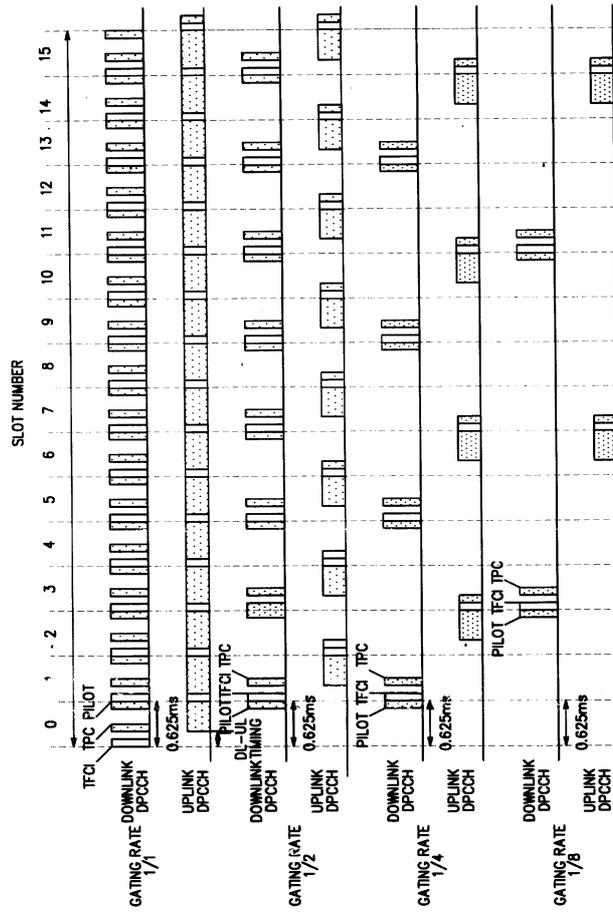 SLOT NUMBER
0 1 2 3 4 5 6 7 8 9 10 11 12 13 14 15
TFCI TPC PILOT
GATING RATE
1/1
DOWNLINK
DPCCH
0.625ms
UPLINK
DPCCH
DL-UL
TIMING
GATING RATE
1/2
DOWNLINK
DPCCH
PILOT TFCI TPC
0.625ms
UPLINK
DPCCH
GATING RATE
1/4
DOWNLINK
DPCCH
PILOT TFCI TPC
0.625ms
UPLINK
DPCCH
GATING RATE
1/8
DOWNLINK
DPCCH
PILOT TFCI TPC
0.625ms
UPLINK
DPCCH